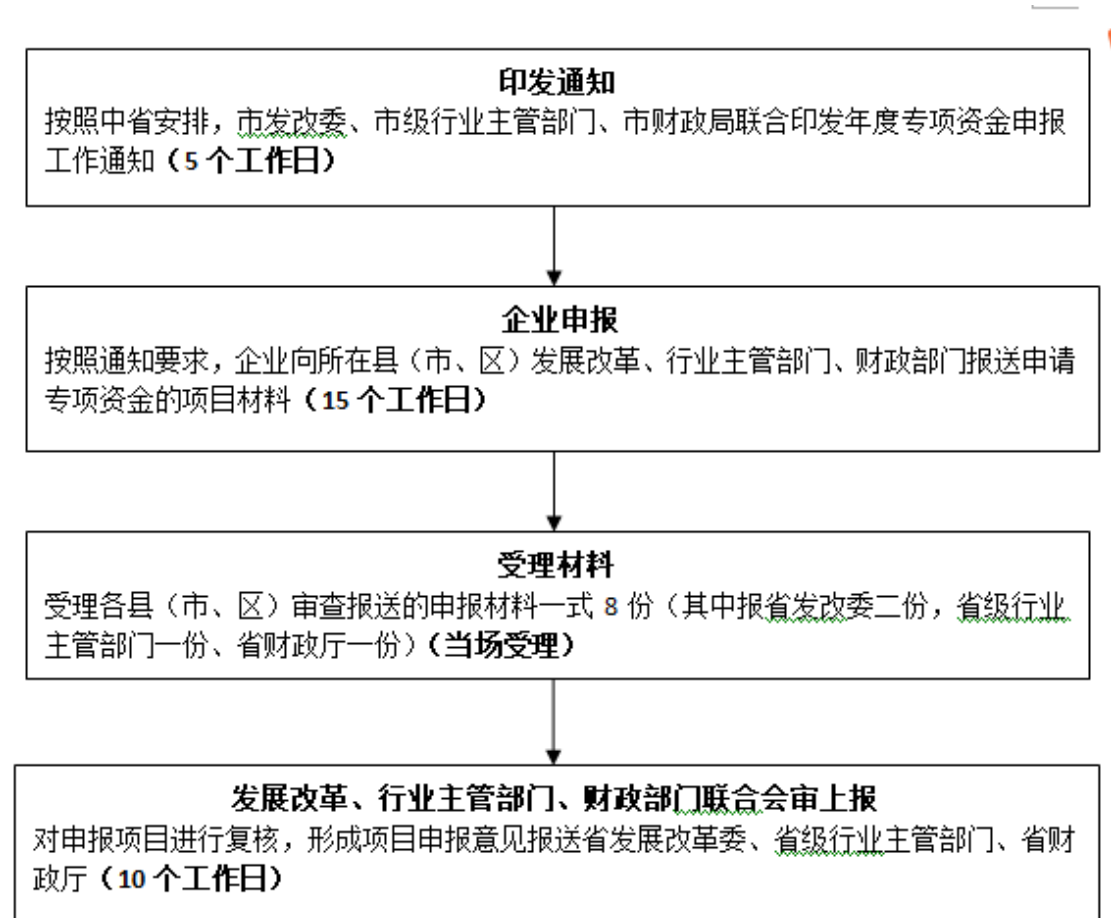 印发通知
按照中省安排，市发改委、市级行业主管部门、市财政局联合印发年度专项资金申报
工作通知（5 个工作日）
企业申报
按照通知要求，企业向所在县（市、区）发展改革、行业主管部门、财政部门报送申请
专项资金的项目材料（15 个工作日）
受理材料
受理各县（市、区）审查报送的申报材料一式 8 份（其中报省发改委二份，省级行业
主管部门一份、省财政厅一份）（当场受理）
发展改革、行业主管部门、财政部门联合会审上报
对申报项目进行复核，形成项目申报意见报送省发展改革委、省级行业主管部门、省财
政厅（10 个工作日）